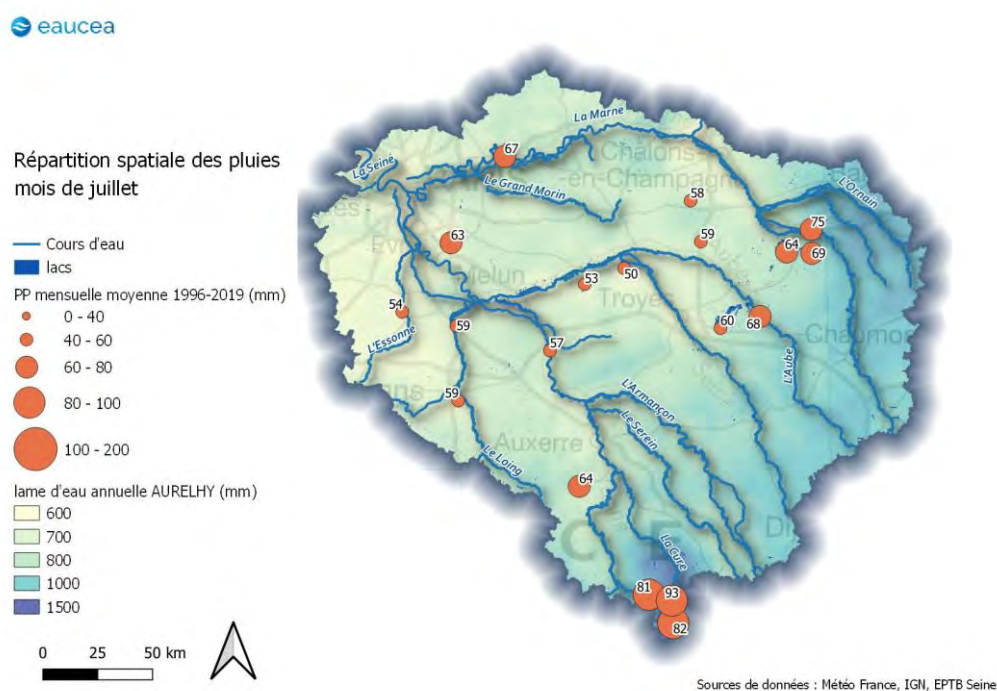 eaucea
Répartition spatiale des pluies
mois de juillet
Cours d'eau
lacs
PP mensuelle moyenne 1996-2019 (mm)
0 - 40
40 - 60
60 - 80
80 - 100
100 - 200
lame d'eau annuelle AURELHY (mm)
600
700
800
1000
1500
0 25 50 km
La Marne
La Seine
67
Châlons-
-en-Champagne
Le Grand Morin
58
L'Ornain
75
63
59
64
69
50
53
Troyes
54
59
60
68
Chaumon
L'Essonne
57
L'Aube
59
L'Armançon
Le Serein
Auxerre
Le Loing
64
C
E
La Cure
81
93
82
Sources de données : Météo France, IGN, EPTB Seine